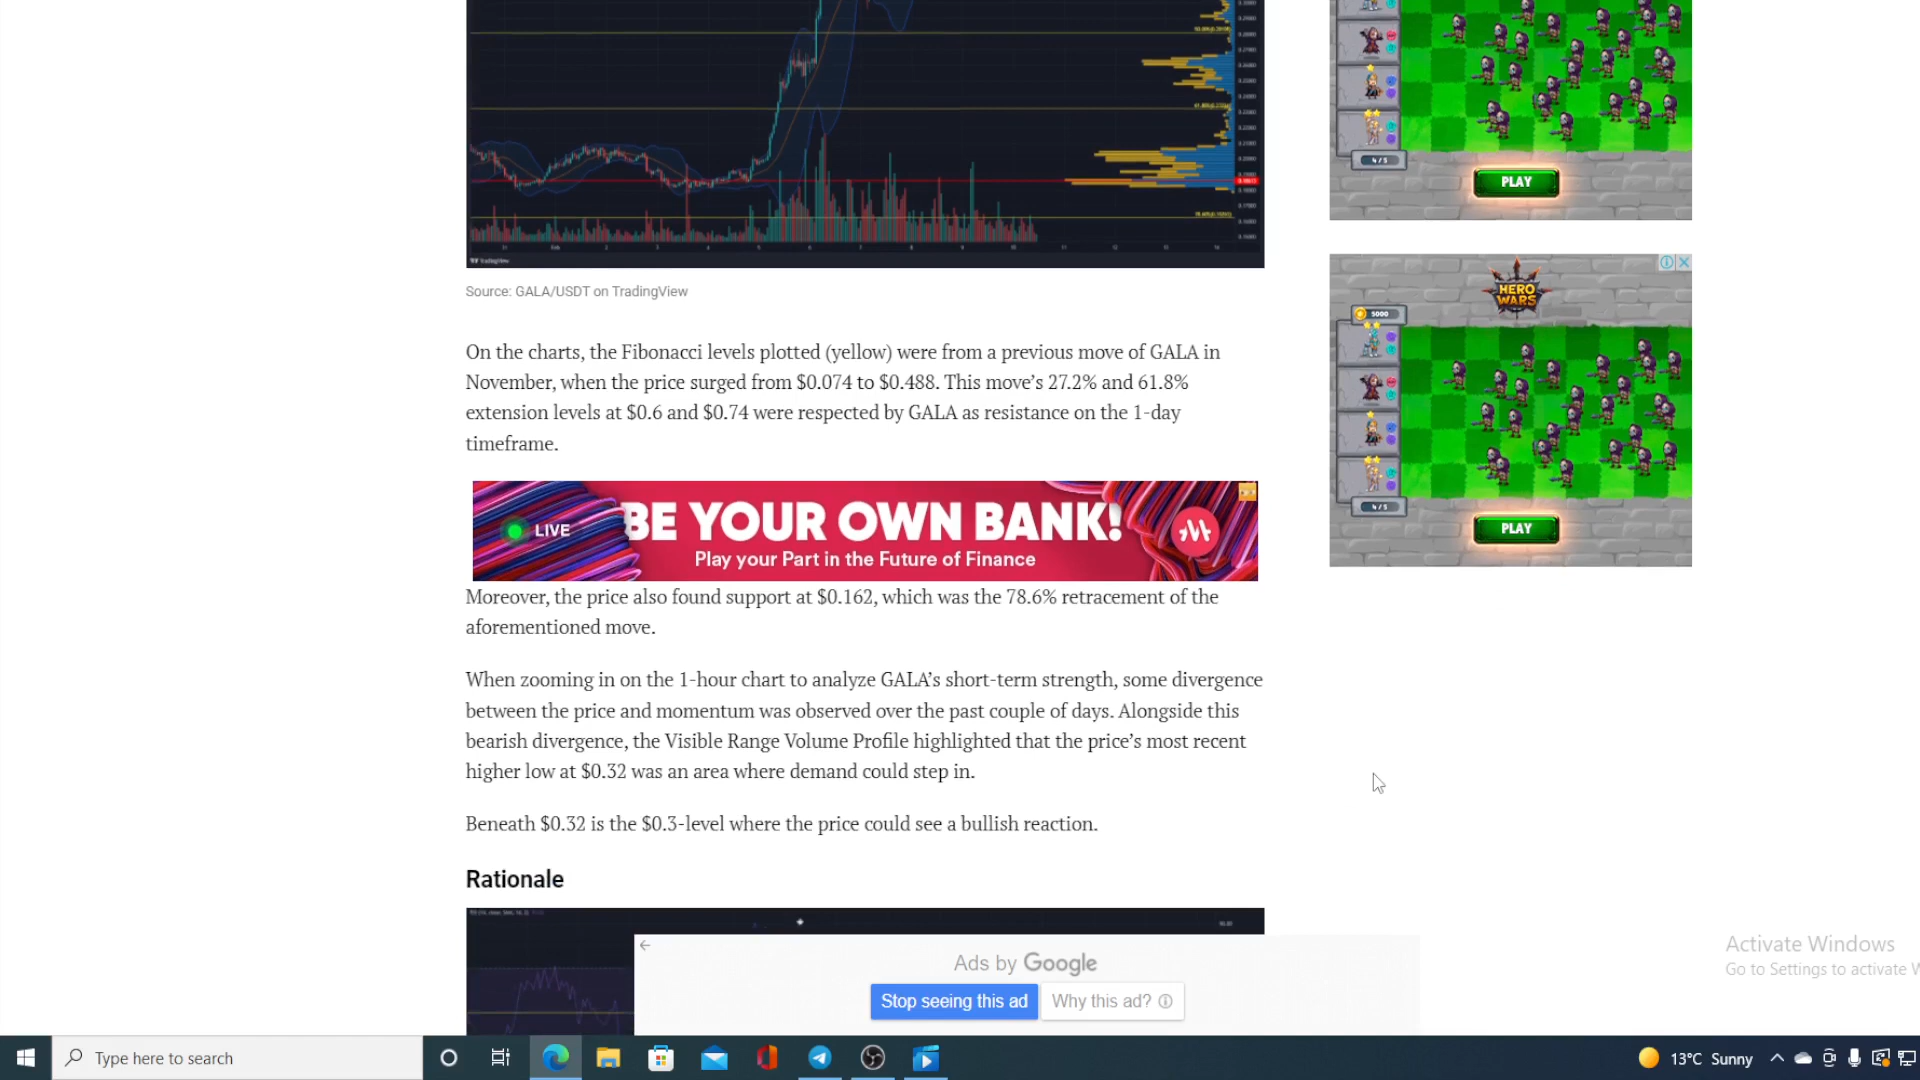 TradingView
Source: GALA/USDT on TradingView
On the charts, the Fibonacci levels plotted (yellow) were from a previous move of GALA in
November, when the price surged from $0.074 to $0.488. This move’s 27.2% and 61.8%
extension levels at $0.6 and $0.74 were respected by GALA as resistance on the 1-day
timeframe.
LIVE
BE YOUR OWN BANK!
Play your Part in the Future of Finance
Moreover, the price also found support at $0.162, which was the 78.6% retracement of the
aforementioned move.
When zooming in on the 1-hour chart to analyze GALA’s short-term strength, some divergence
between the price and momentum was observed over the past couple of days. Alongside this
bearish divergence, the Visible Range Volume Profile highlighted that the price’s most recent
higher low at $0.32 was an area where demand could step in.
Beneath $0.32 is the $0.3-level where the price could see a bullish reaction.
Rationale
4/5
PLAY
HERO
WARS
5000
4/5
PLAY
Ads by Google
Stop seeing this ad
Why this ad?
Activate Windows
Go to Settings to activate
Type here to search
13°C Sunny